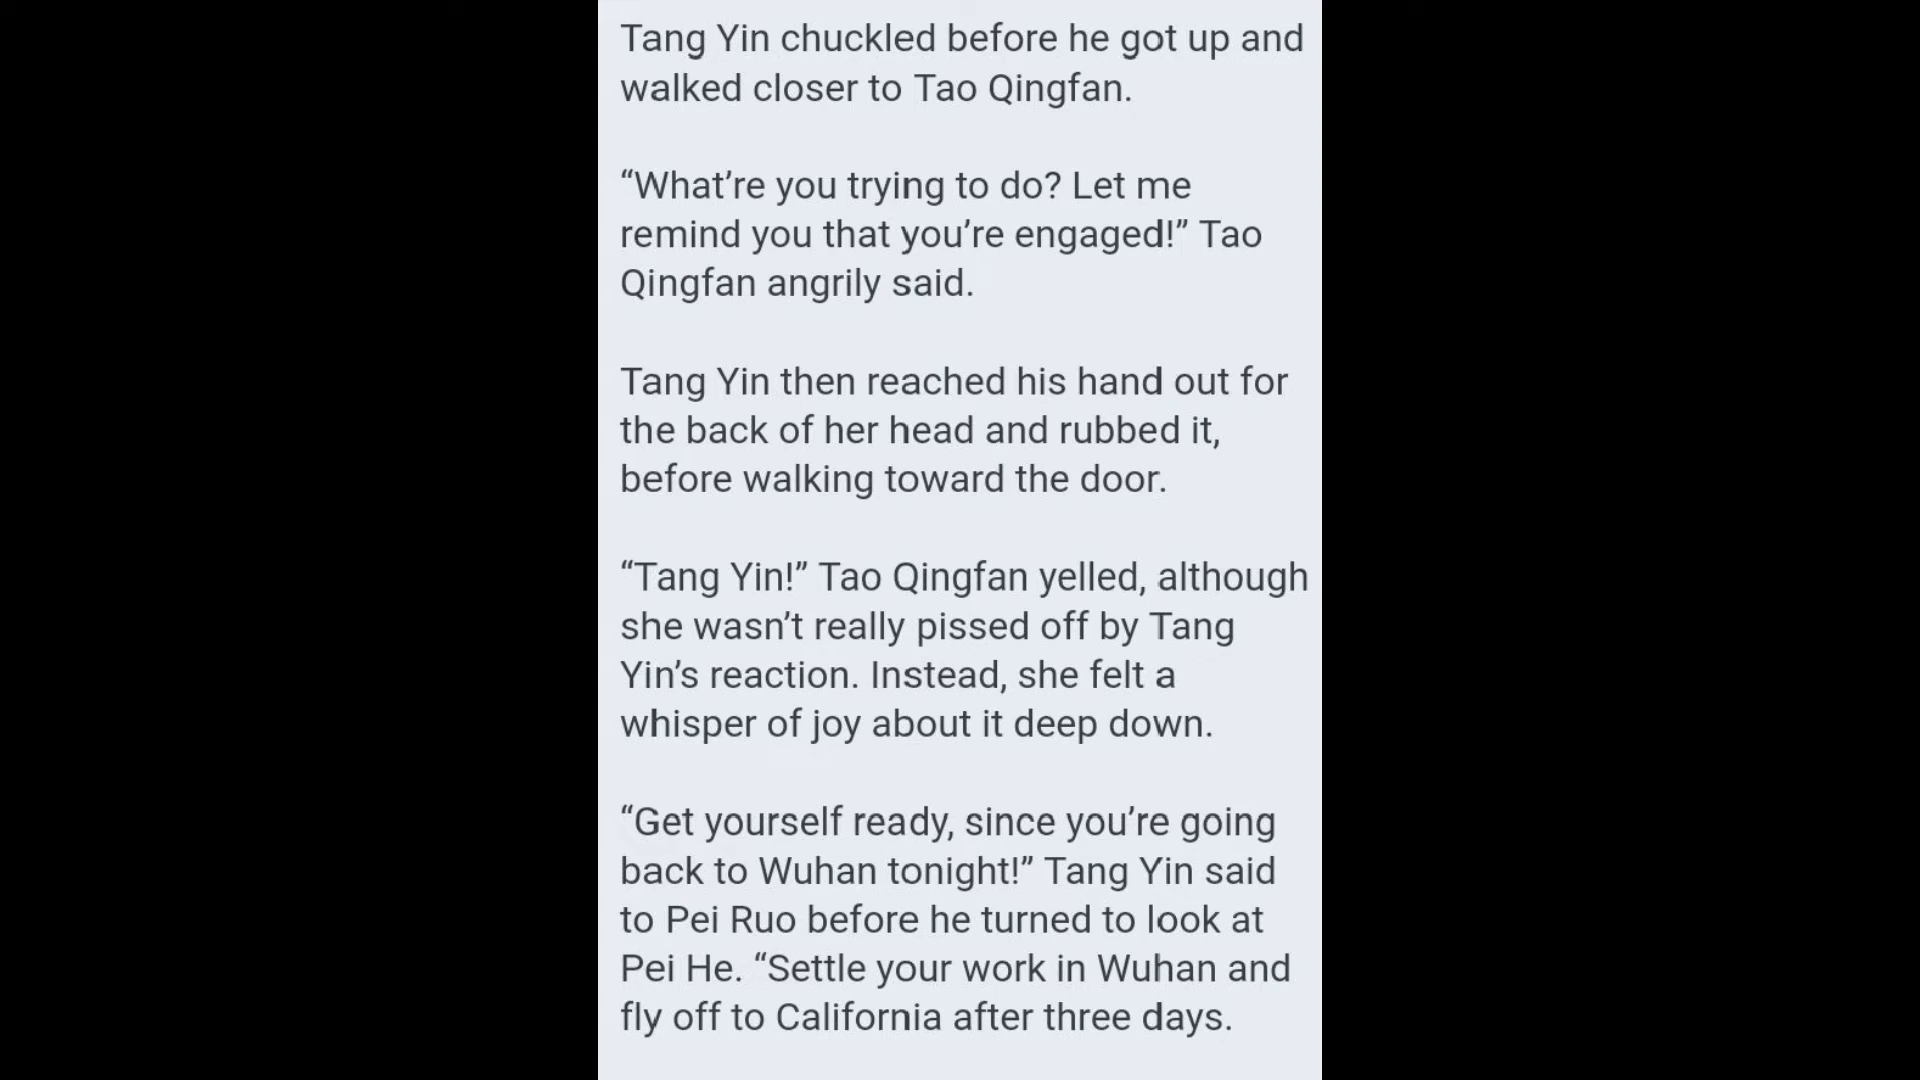 Tang Yin chuckled before he got up and
walked closer to Tao Qingfan.
“What’re you trying to do? Let me
remind you that you’re engaged!” Tao
Qingfan angrily said.
Tang Yin then reached his hand out for
the back of her head and rubbed it,
before walking toward the door.
“Tang Yin!” Tao Qingfan yelled, although
she wasn’t really pissed off by Tang
Yin’s reaction. Instead, she felt a
whisper of joy about it deep down.
“Get yourself ready, since you’re going
back to Wuhan tonight!” Tang Yin said
to Pei Ruo before he turned to look at
Pei He. “Settle your work in Wuhan and
fly off to California after three days.